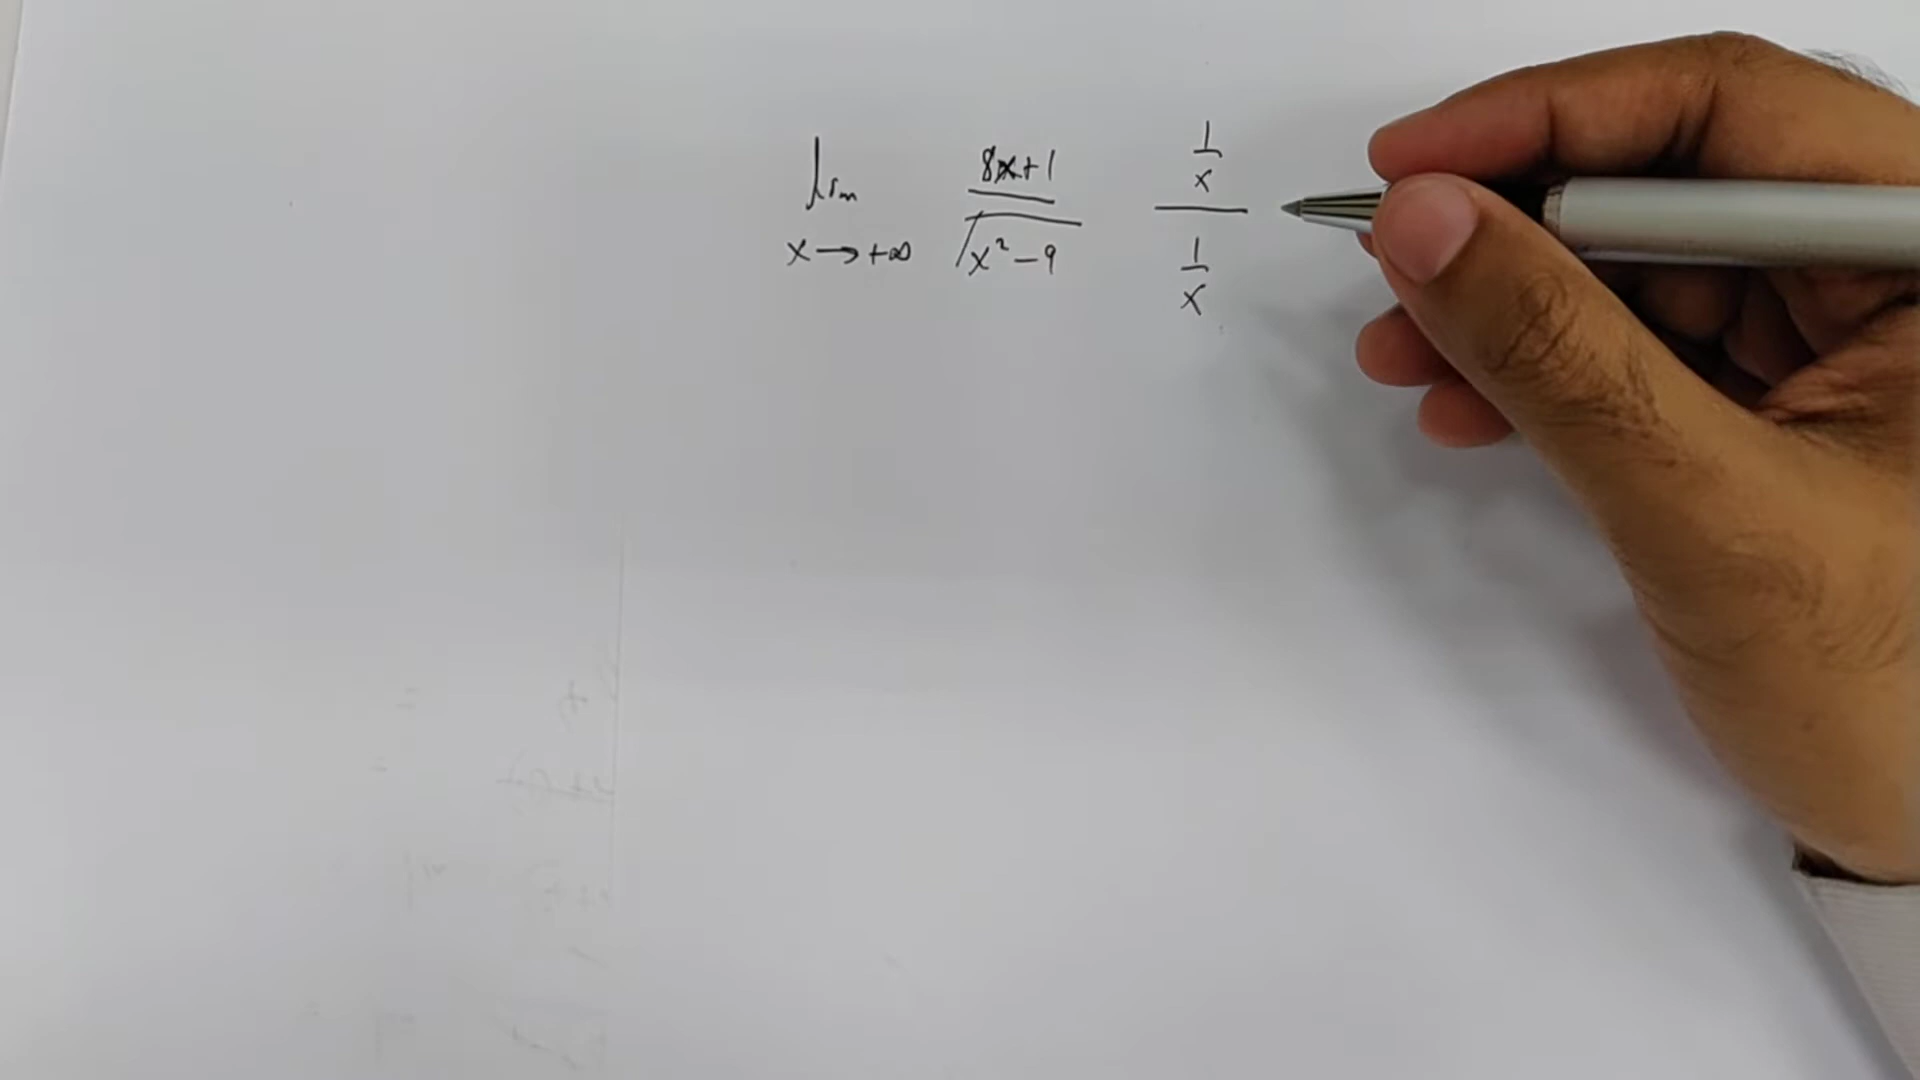 lim 8x+1 / √x²-9 1/x / 1/x
x→+∞